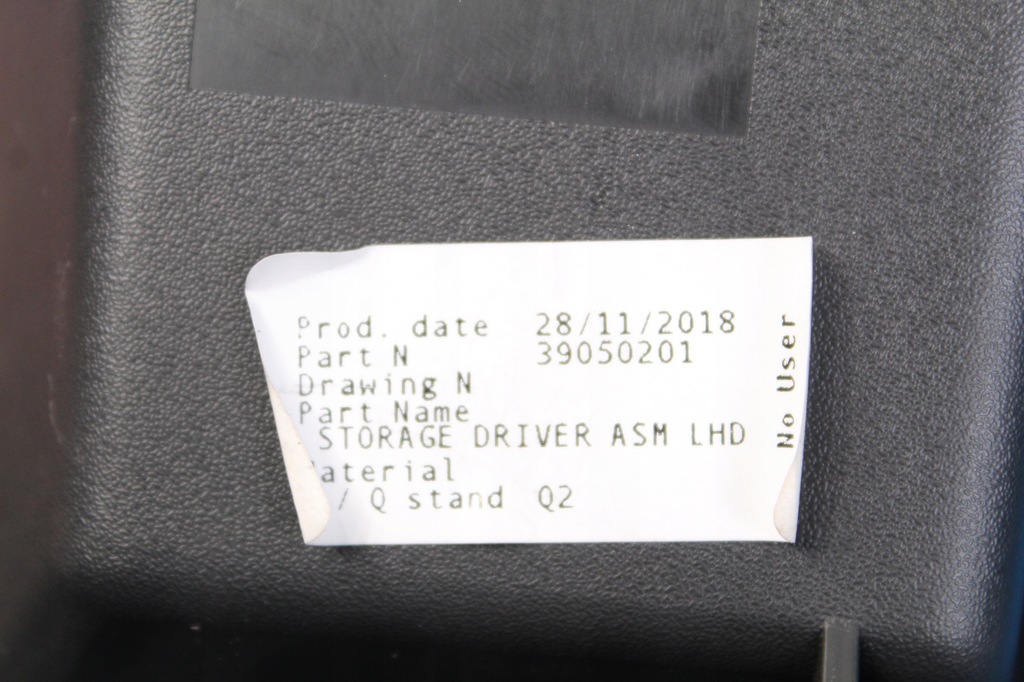 Prod. date 28/11/2018
Part N 39050201
Drawing N
Part Name
STORAGE DRIVER ASM LHD
aterial
/ Q stand Q2
No User